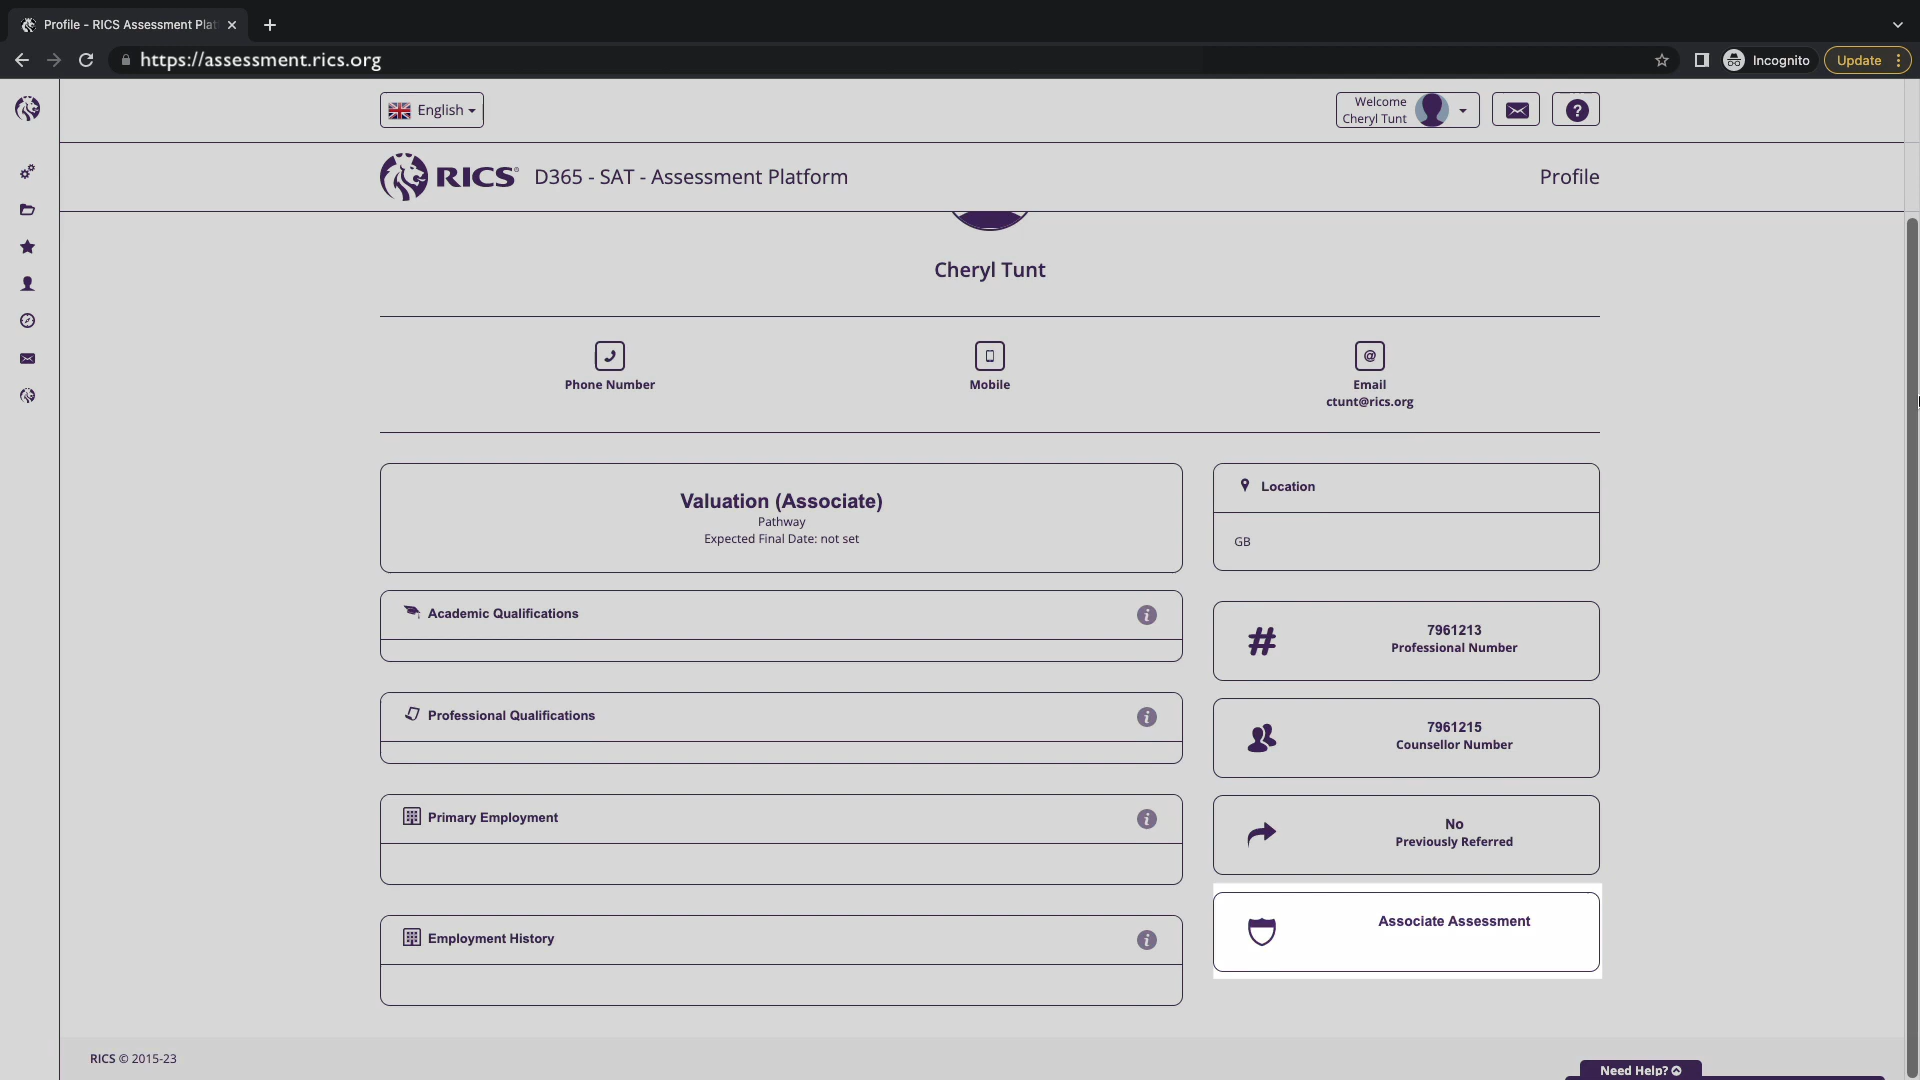 Profile - RICS Assessment Plat
https://assessment.rics.org
Incognito
Update
English
Welcome
Cheryl Tunt
?
RICS
D365 - SAT - Assessment Platform
Profile
Cheryl Tunt
Phone Number
Mobile
@
Email
ctunt@rics.org
Valuation (Associate)
Pathway
Expected Final Date: not set
Location
GB
Academic Qualifications
i
# 7961213
Professional Number
Professional Qualifications
i
7961215
Counsellor Number
Primary Employment
i
No
Previously Referred
Employment History
i
Associate Assessment
RICS © 2015-23
Need Help?